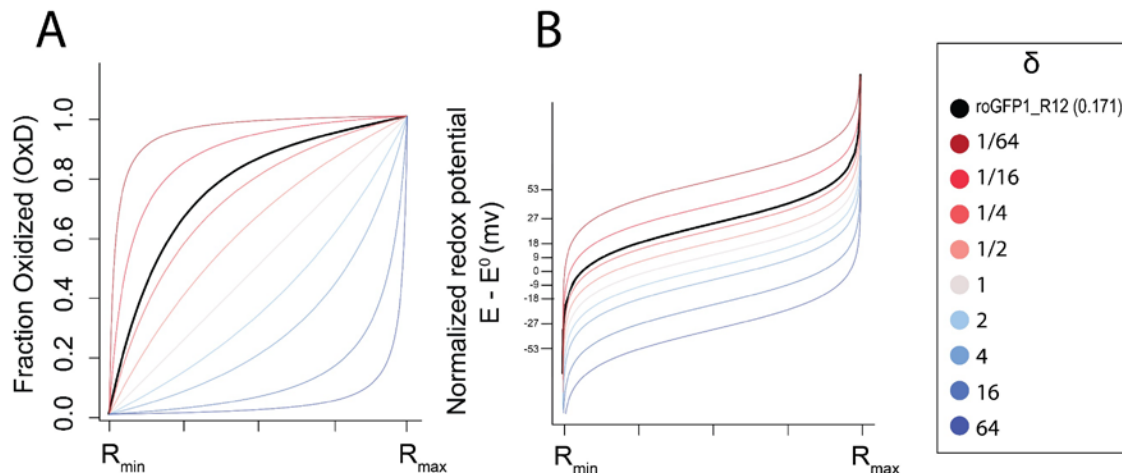 A
Fraction Oxidized (OxD)
1.0
0.8
0.6
0.4
0.2
0.0
R min
R max
B
Normalized redox potential
E - E⁰ (mv)
53
27
18
9
0
-9
-18
-27
-53
R min
R max
δ
roGFP1_R12 (0.171)
1/64
1/16
1/4
1/2
1
2
4
16
64